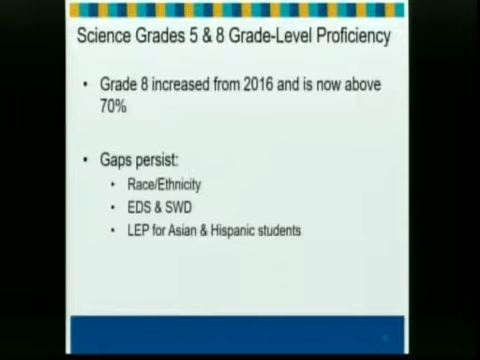 Science Grades 5 & 8 Grade-Level Proficiency
• Grade 8 increased from 2016 and is now above
70%
• Gaps persist:
• Race/Ethnicity
• EDS & SWD
• LEP for Asian & Hispanic students